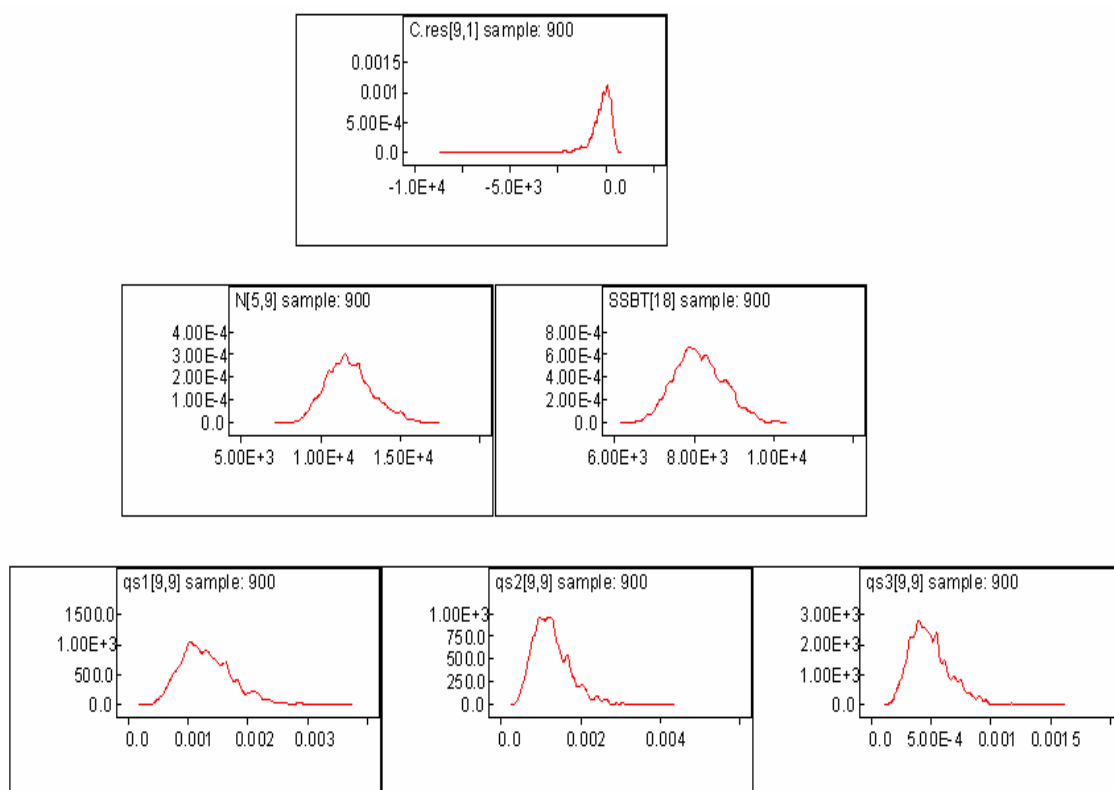 C.res[9,1] sample: 900
0.0015
0.001
5.00E-4
0.0
-1.0E+4 -5.0E+3 0.0
N[5,9] sample: 900
4.00E-4
3.00E-4
2.00E-4
1.00E-4
0.0
5.00E+3 1.00E+4 1.50E+4
SSBT[18] sample: 900
8.00E-4
6.00E-4
4.00E-4
2.00E-4
0.0
6.00E+3 8.00E+3 1.00E+4
qs1[9,9] sample: 900
1500.0
1.00E+3
500.0
0.0
0.0 0.001 0.002 0.003
qs2[9,9] sample: 900
1.00E+3
750.0
500.0
250.0
0.0
0.0 0.002 0.004
qs3[9,9] sample: 900
3.00E+3
2.00E+3
1.00E+3
0.0
0.0 5.00E-4 0.001 0.0015